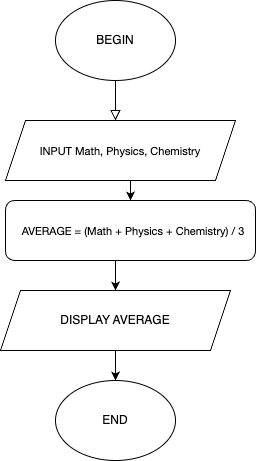 BEGIN
INPUT Math, Physics, Chemistry
AVERAGE = (Math + Physics + Chemistry) / 3
DISPLAY AVERAGE
END